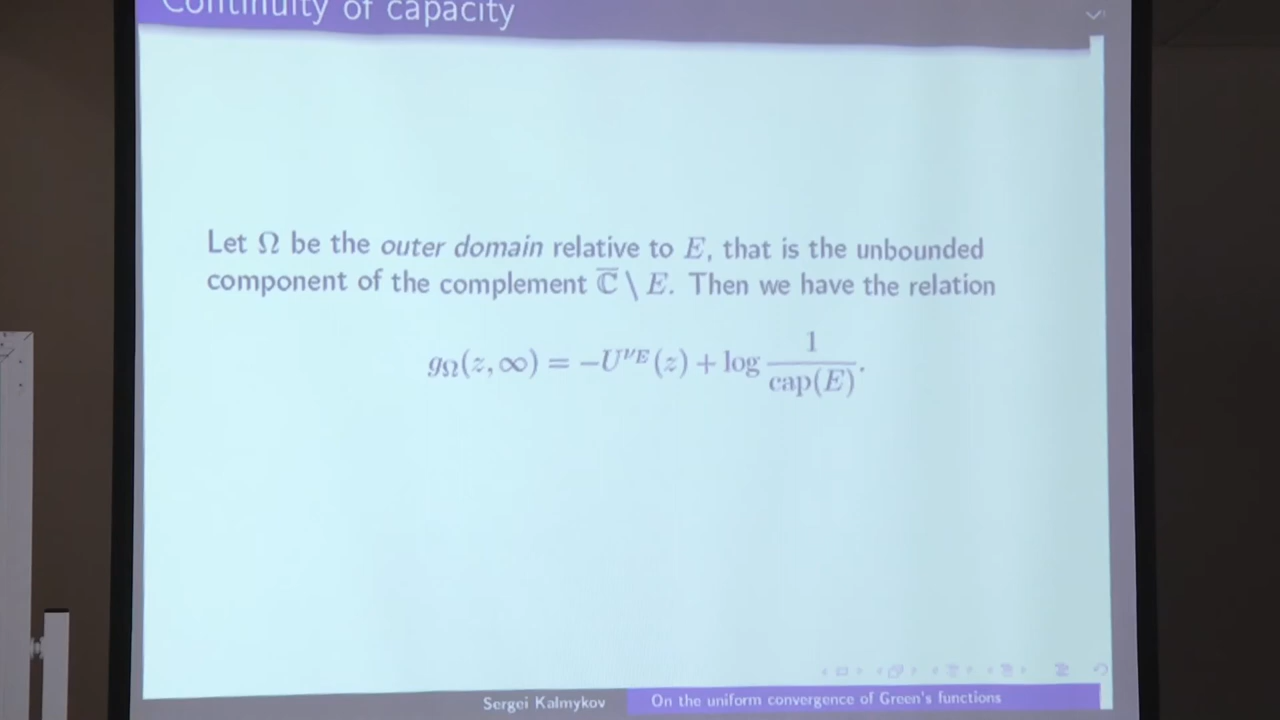 Continuity of capacity
Let Ω be the outer domain relative to E, that is the unbounded
component of the complement ℂ̅ \ E. Then we have the relation
g_Ω(z, ∞) = −U^{ν_E}(z) + log 1/cap(E).
Sergei Kalmykov On the uniform convergence of Green's functions